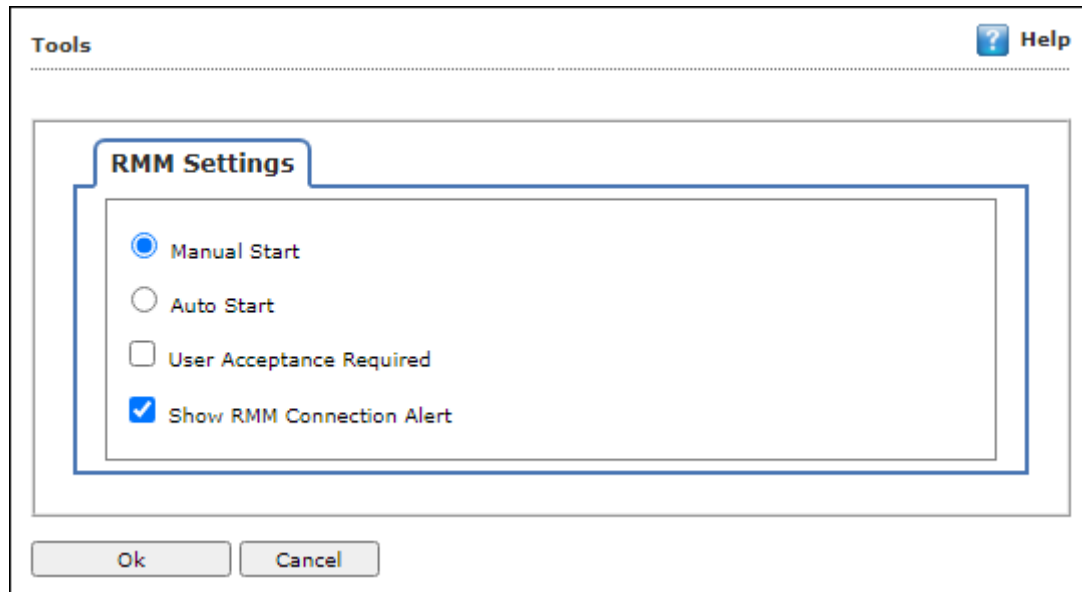 Tools
? Help
RMM Settings
Manual Start
Auto Start
User Acceptance Required
Show RMM Connection Alert
Ok
Cancel